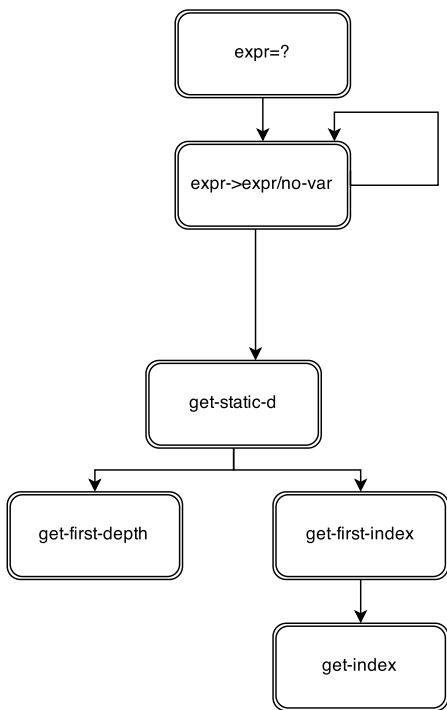 expr=?
expr->expr/no-var
get-static-d
get-first-depth
get-first-index
get-index